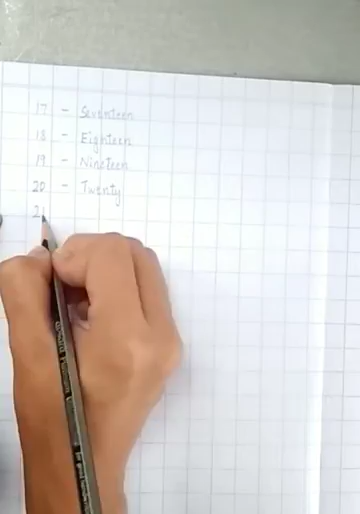 17 - Seventeen
18 - Eighteen
19 - Nineteen
20 - Twenty
21